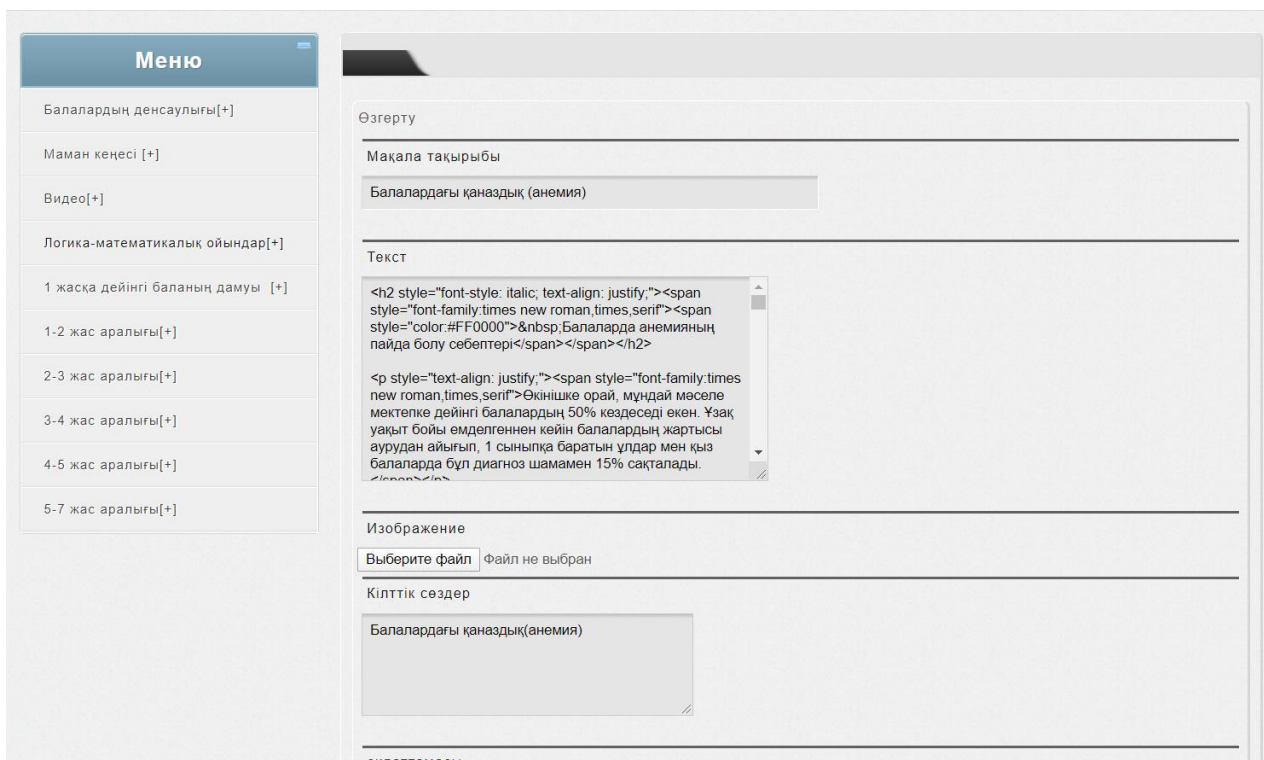 Меню
Балалардың денсаулығы[+]
Маман кеңесі [+]
Видео[+]
Логика-математикалық ойындар[+]
1 жасқа дейінгі баланың дамуы [+]
1-2 жас аралығы[+]
2-3 жас аралығы[+]
3-4 жас аралығы[+]
4-5 жас аралығы[+]
5-7 жас аралығы[+]
Өзгерту
Мақала тақырыбы
Балалардағы қаназдық (анемия)
Текст
<h2 style="font-style: italic; text-align: justify;"><span
style="font-family:times new roman,times,serif"><span
style="color:#FF0000">&nbsp;Балаларда анемияның
пайда болу себептері</span></span></h2>
<p style="text-align: justify;"><span style="font-family:times
new roman,times,serif">Өкінішке орай, мұндай мәселе
мектепке дейінгі балалардың 50% кездеседі екен. Ұзақ
уақыт бойы емделгеннен кейін балалардың жартысы
аурудан айығып, 1 сыныпқа баратын ұлдар мен қыз
балаларда бұл диагноз шамамен 15% сақталады.
</span></p>
Изображение
Выберите файл Файл не выбран
Кілттік сөздер
Балалардағы қаназдық(анемия)